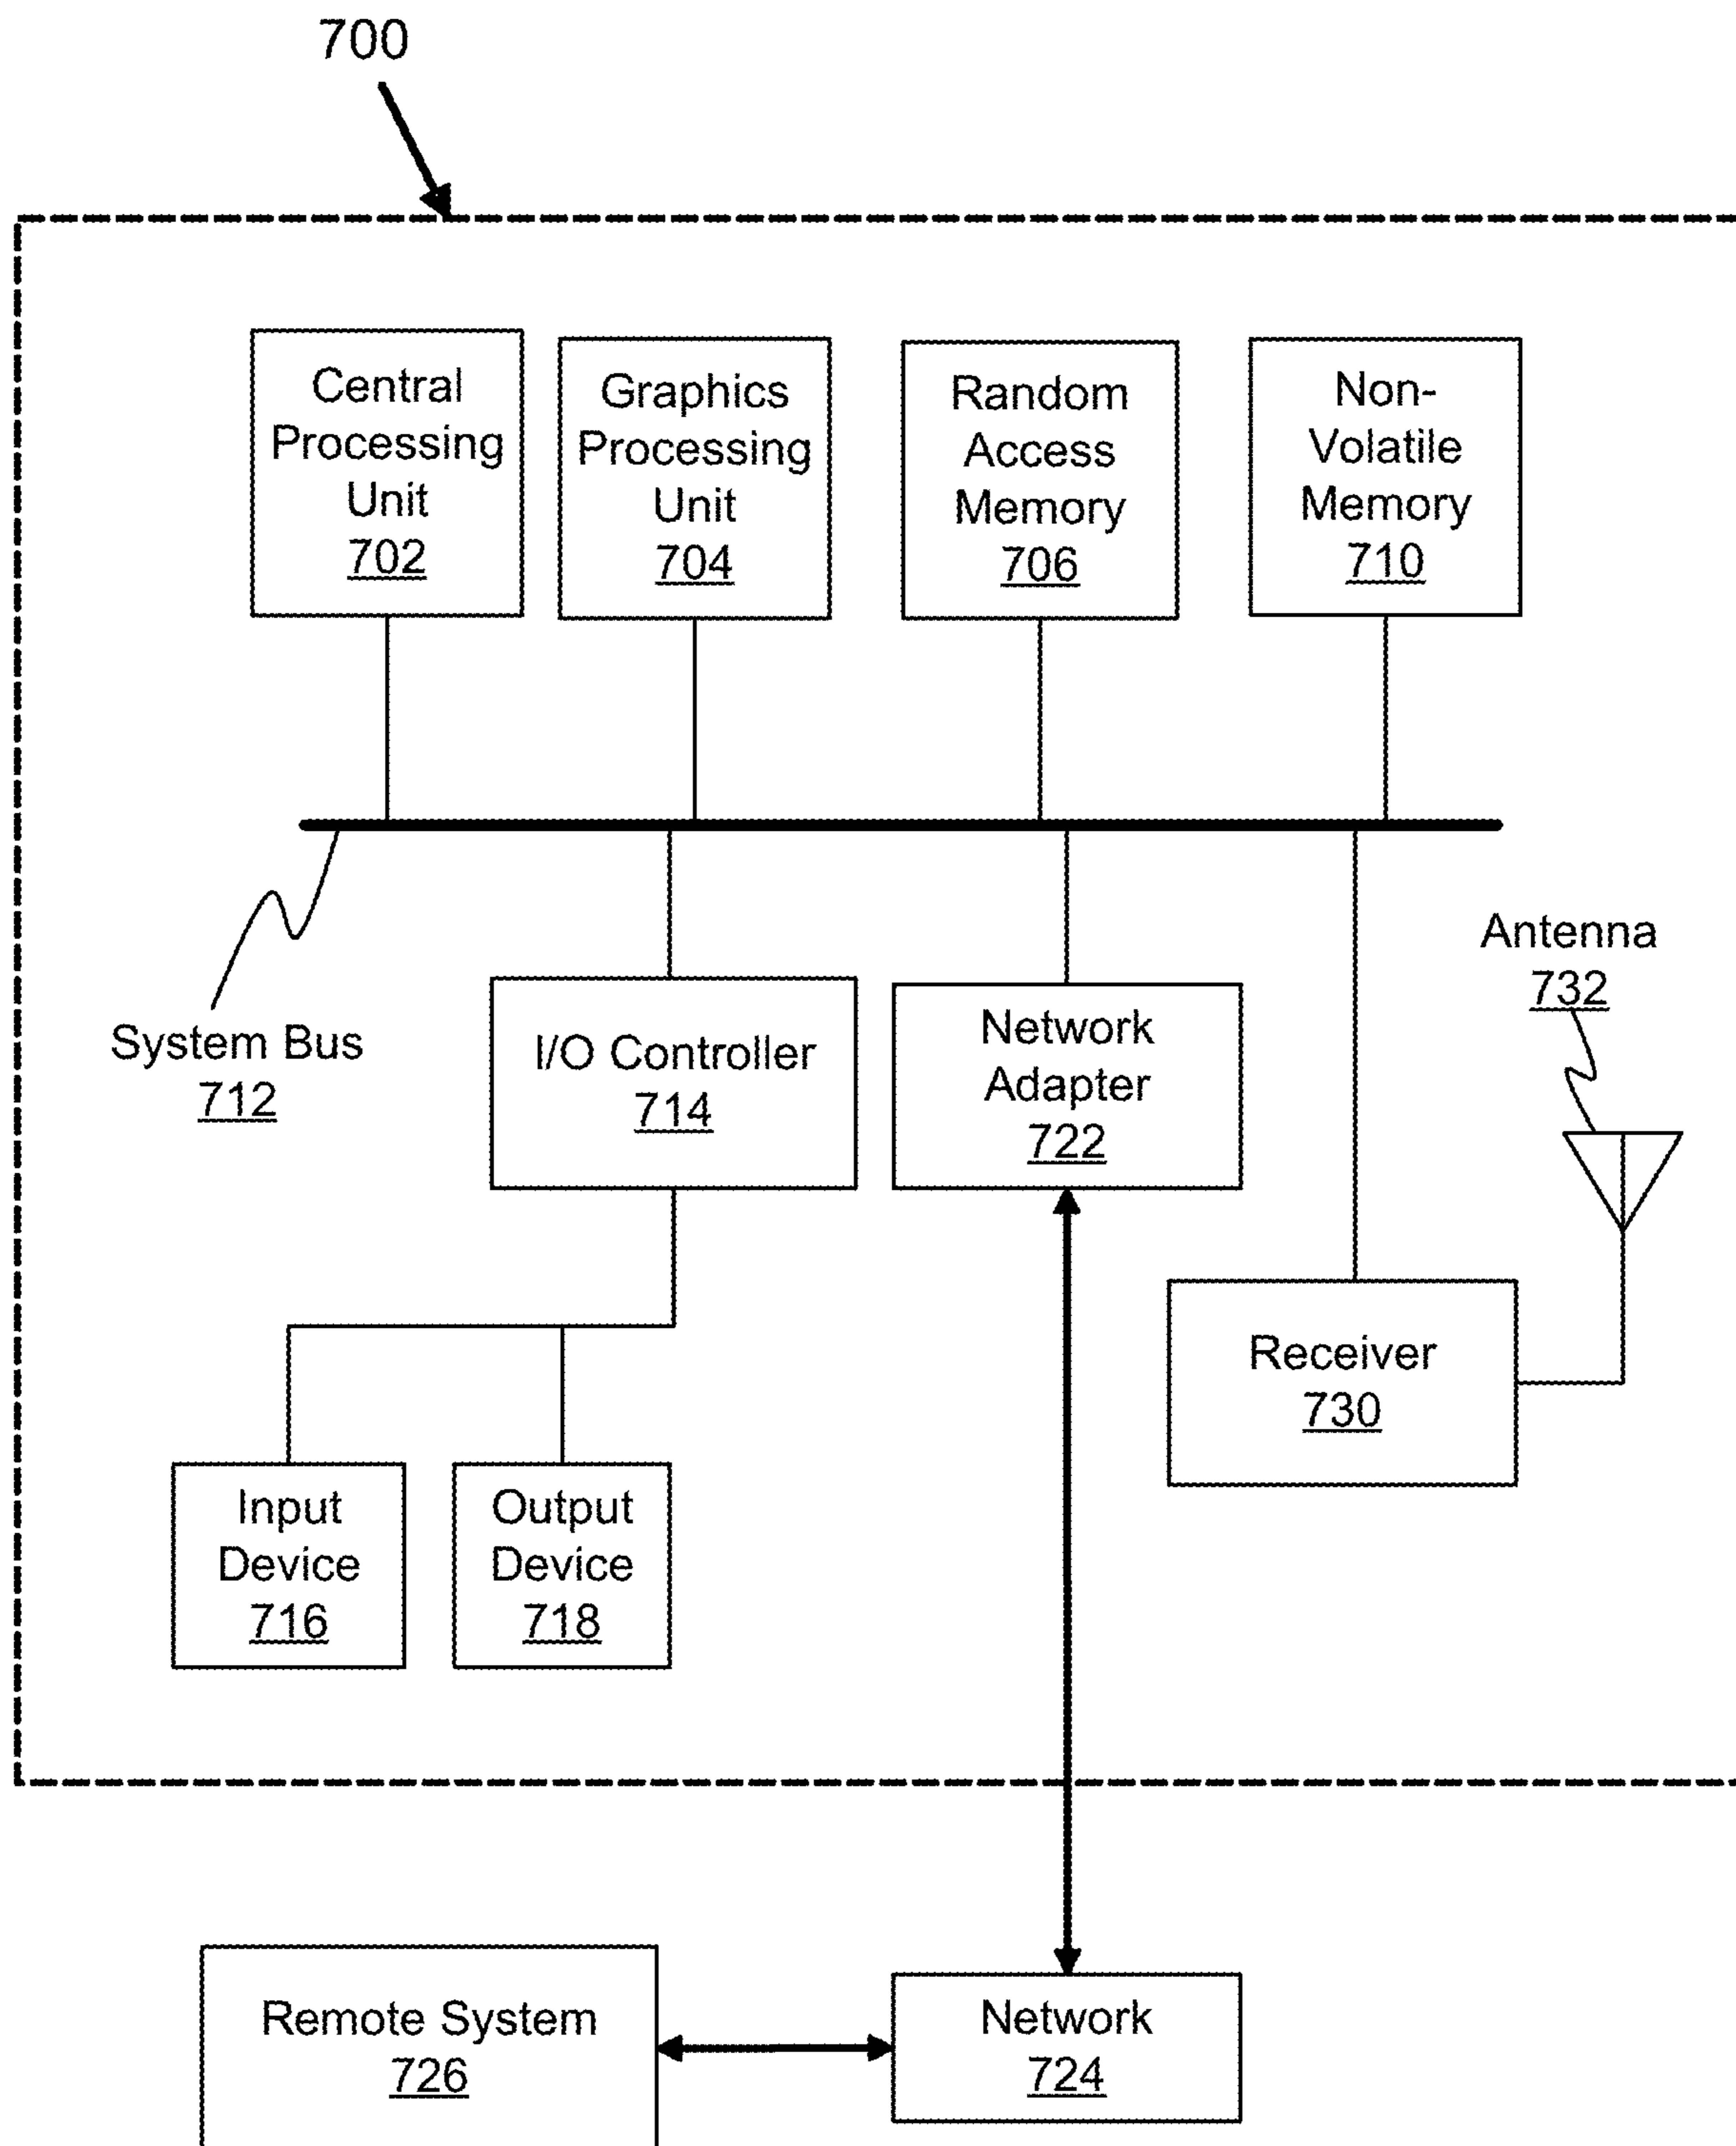 700
Central
Processing
Unit
702
Graphics
Processing
Unit
704
Random
Access
Memory
706
Non-
Volatile
Memory
710
System Bus
712
I/O Controller
714
Network
Adapter
722
Antenna
732
Receiver
730
Input
Device
716
Output
Device
718
Remote System
726
Network
724